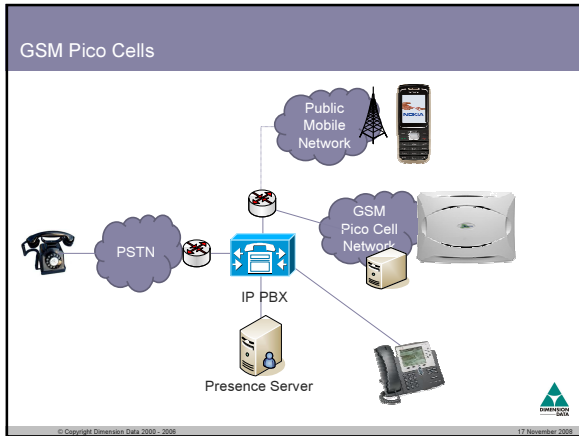 GSM Pico Cells
Public
Mobile
Network
NOKIA
GSM
Pico Cell
Network
PSTN
IP PBX
Presence Server
DIMENSION
DATA
© Copyright Dimension Data 2000 – 2006
17 November 2008